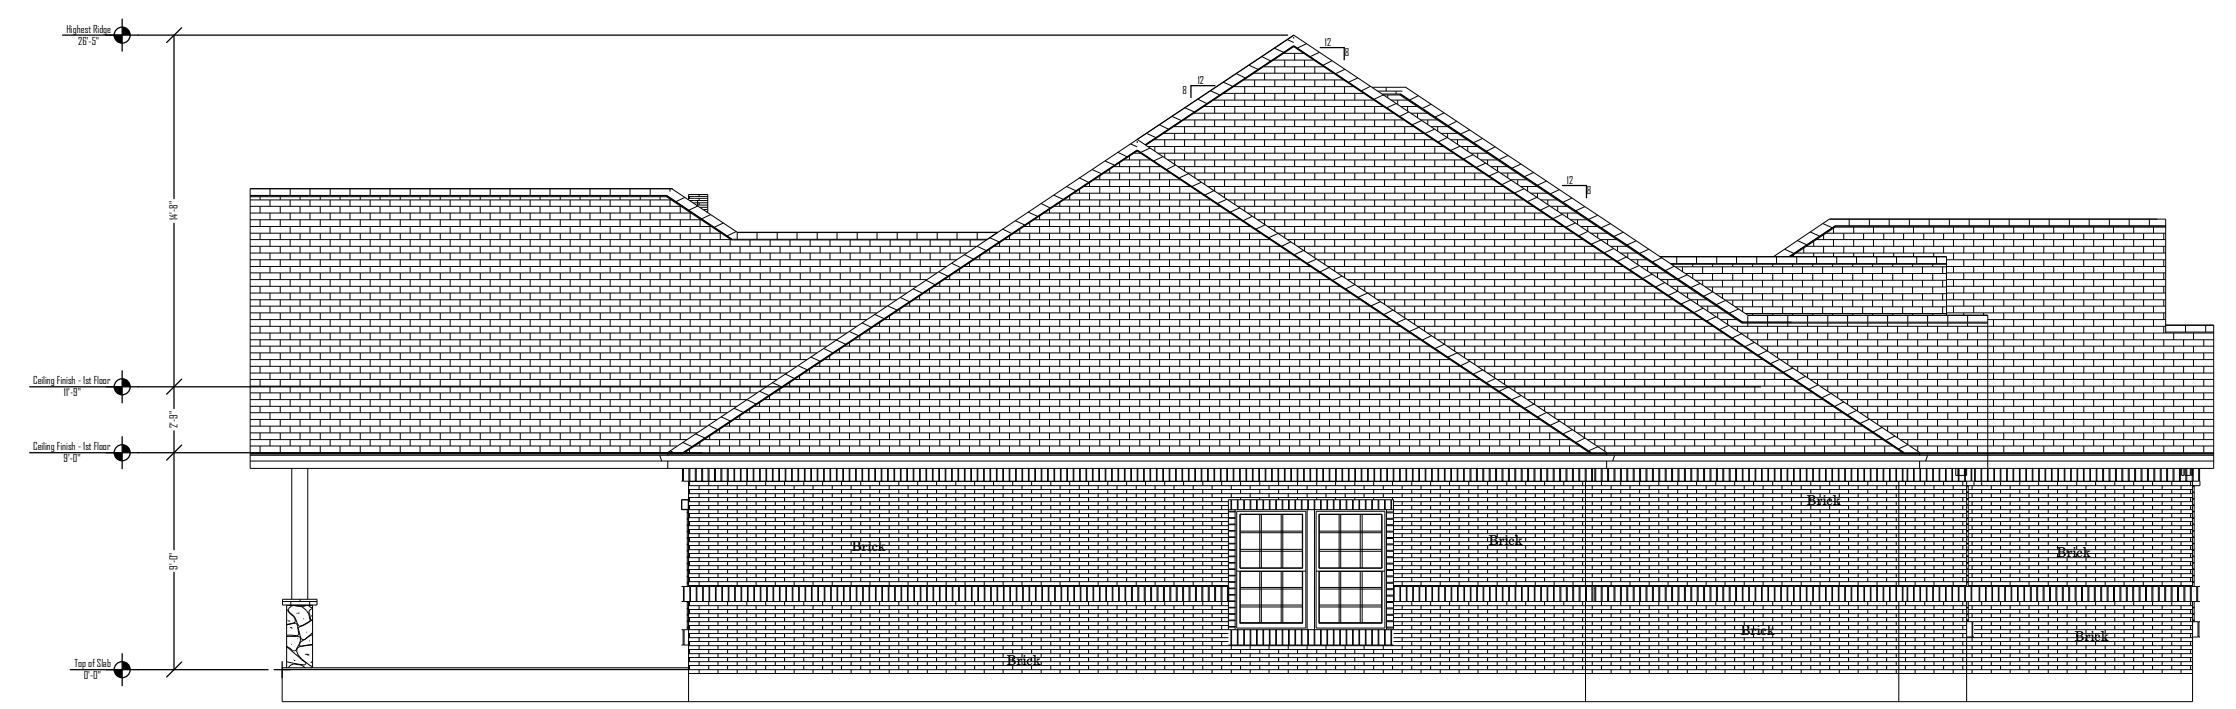 Highest Ridge
26'-5"
12
8
12
8
12
8
14'-8"
Ceiling Finish - 1st Floor
11'-9"
2'-9"
Ceiling Finish - 1st Floor
9'-0"
Brick
Brick
Brick
Brick
9'-0"
Brick
Brick
Brick
Top of Slab
0'-0"